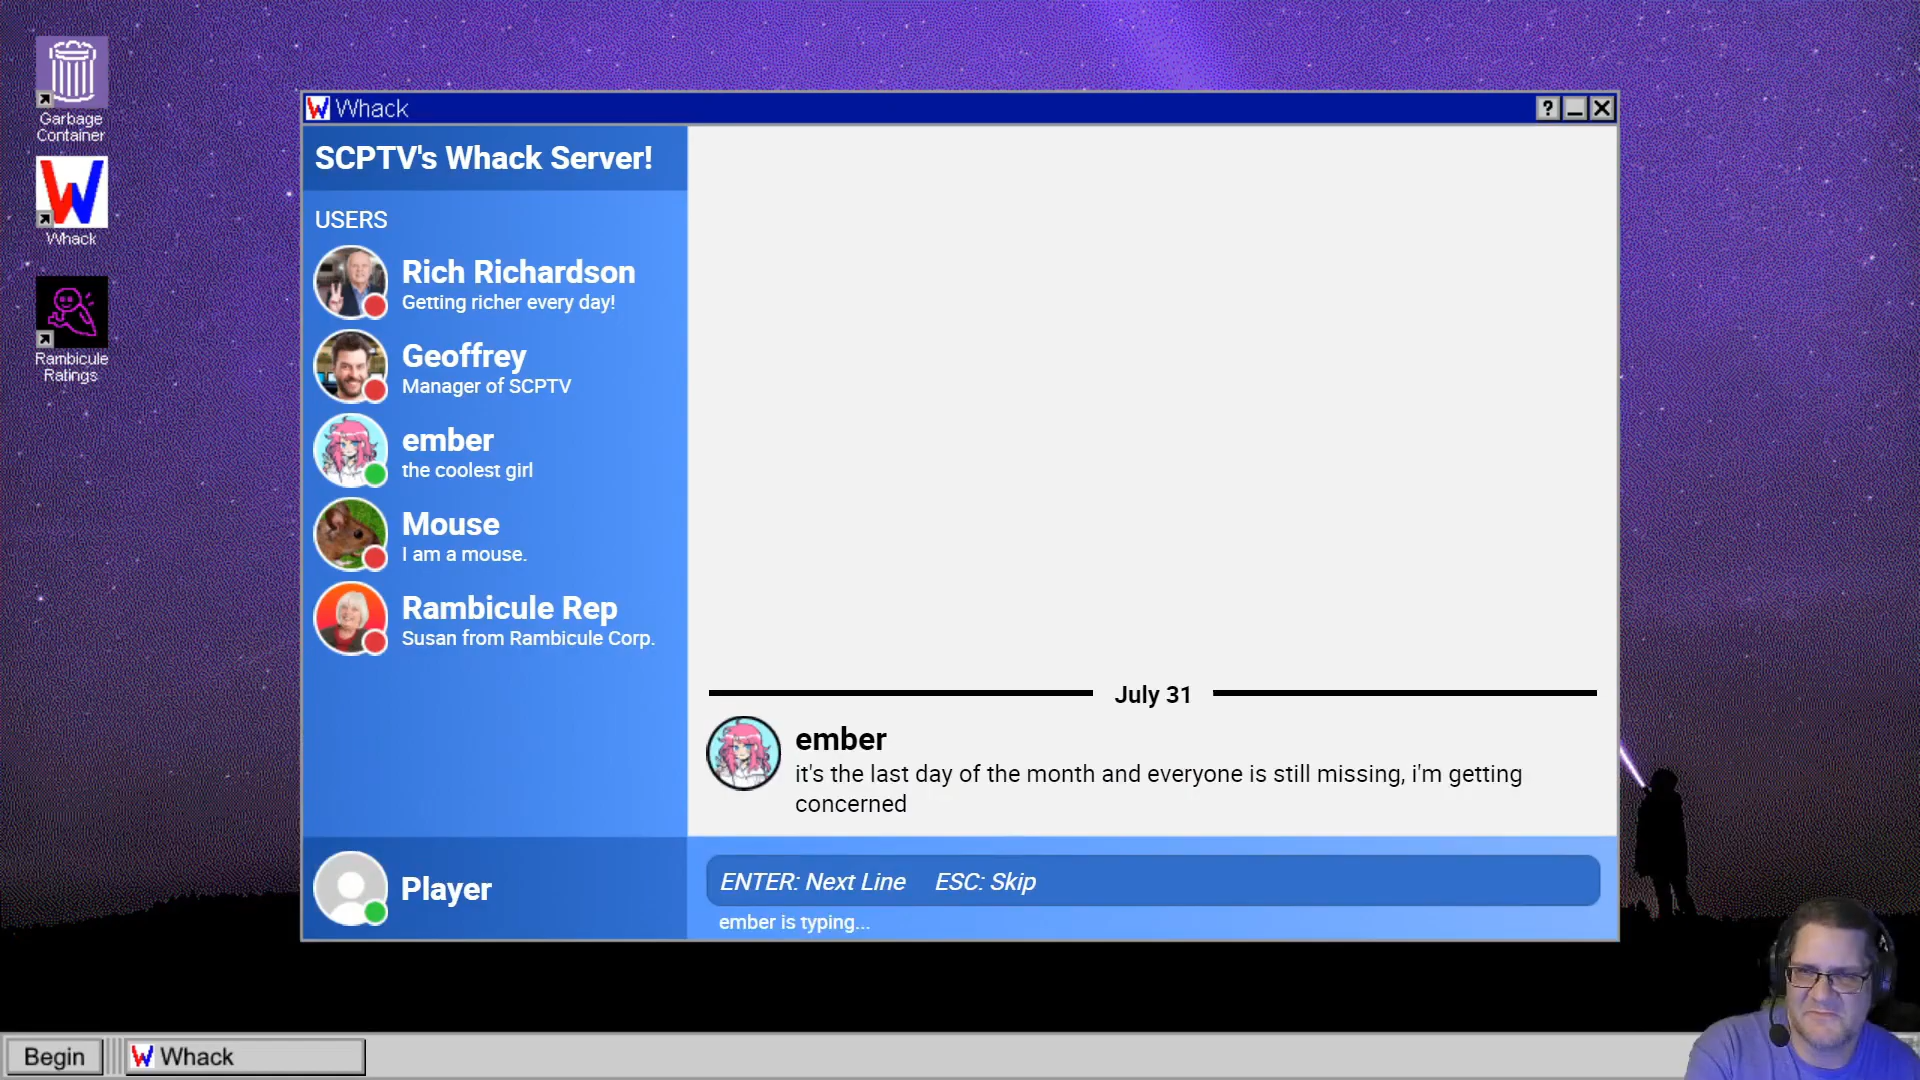 Garbage
Container
Whack
Rambicule
Ratings
Whack
?
SCPTV's Whack Server!
USERS
Rich Richardson
Getting richer every day!
Geoffrey
Manager of SCPTV
ember
the coolest girl
Mouse
I am a mouse.
Rambicule Rep
Susan from Rambicule Corp.
Player
July 31
ember
it's the last day of the month and everyone is still missing, i'm getting
concerned
ENTER: Next Line ESC: Skip
ember is typing...
Begin
Whack